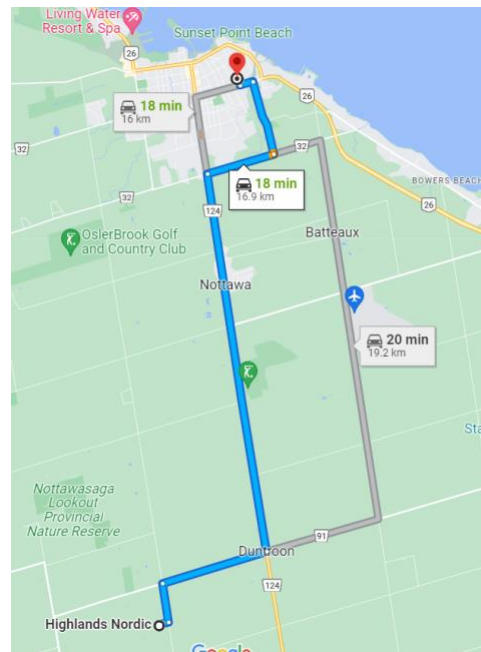 Living Water
Resort & Spa
Sunset Point Beach
26
18 min
16 km
26
32
32
18 min
16.9 km
32
124
BOWERS BEACH
26
OslerBrook Golf
and Country Club
Batteaux
Nottawa
20 min
19.2 km
Sta
Nottawasaga
Lookout
Provincial
Nature Reserve
91
Duntroon
124
Highlands Nordic
Google